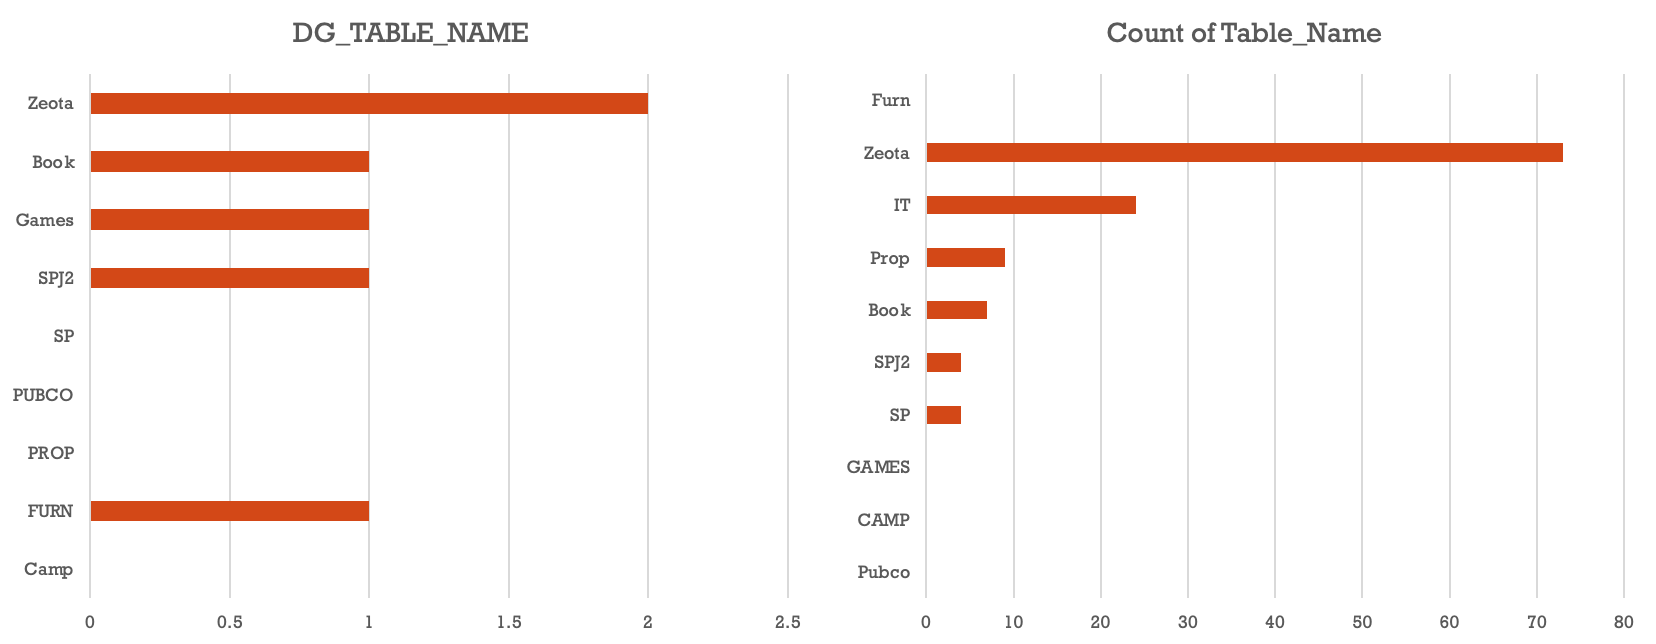 DG_TABLE_NAME
Zeota
Book
Games
SPJ2
SP
PUBCO
PROP
FURN
Camp
0 0.5 1 1.5 2 2.5
Count of Table_Name
Furn
Zeota
IT
Prop
Book
SPJ2
SP
GAMES
CAMP
Pubco
0 10 20 30 40 50 60 70 80